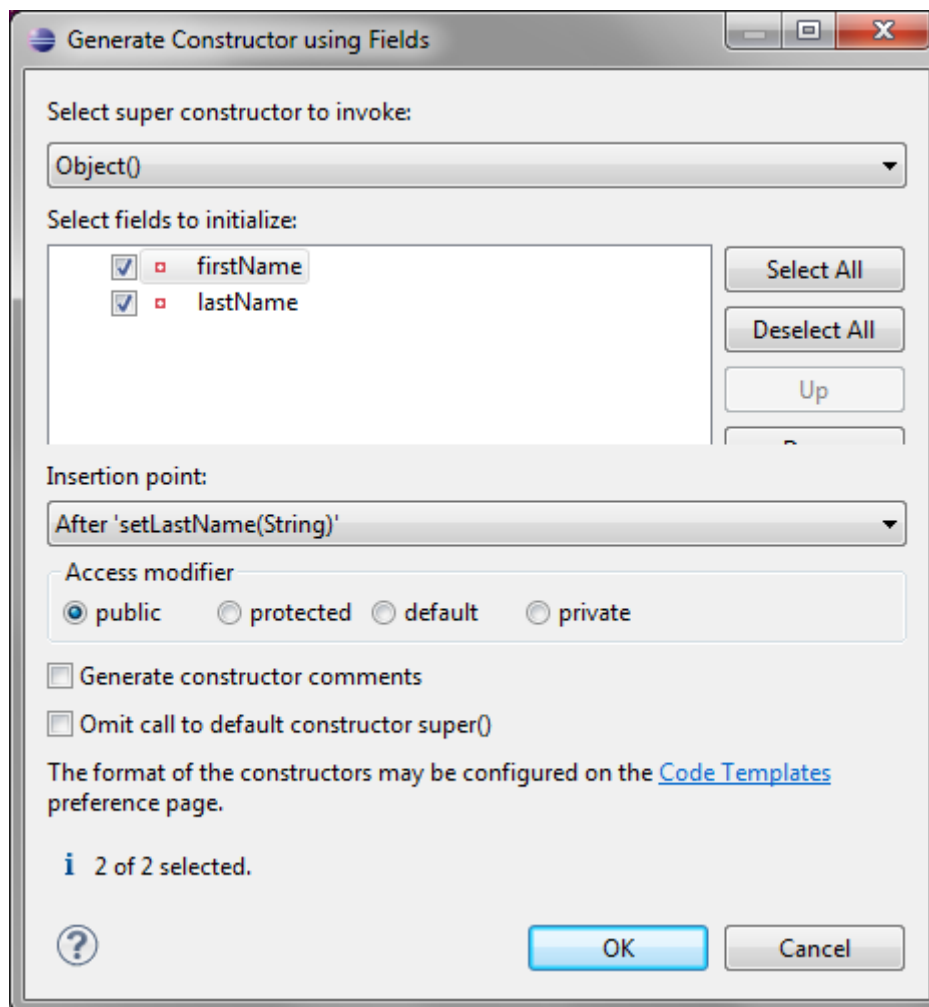 Generate Constructor using Fields
Select super constructor to invoke:
Object()
Select fields to initialize:
firstName
lastName
Select All
Deselect All
Up
Insertion point:
After 'setLastName(String)'
Access modifier
public protected default private
Generate constructor comments
Omit call to default constructor super()
The format of the constructors may be configured on the Code Templates
preference page.
2 of 2 selected.
OK Cancel